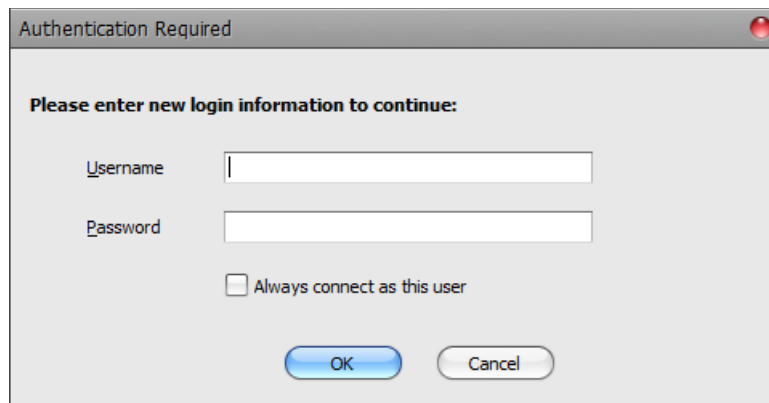 Authentication Required
Please enter new login information to continue:
Username
Password
Always connect as this user
OK Cancel